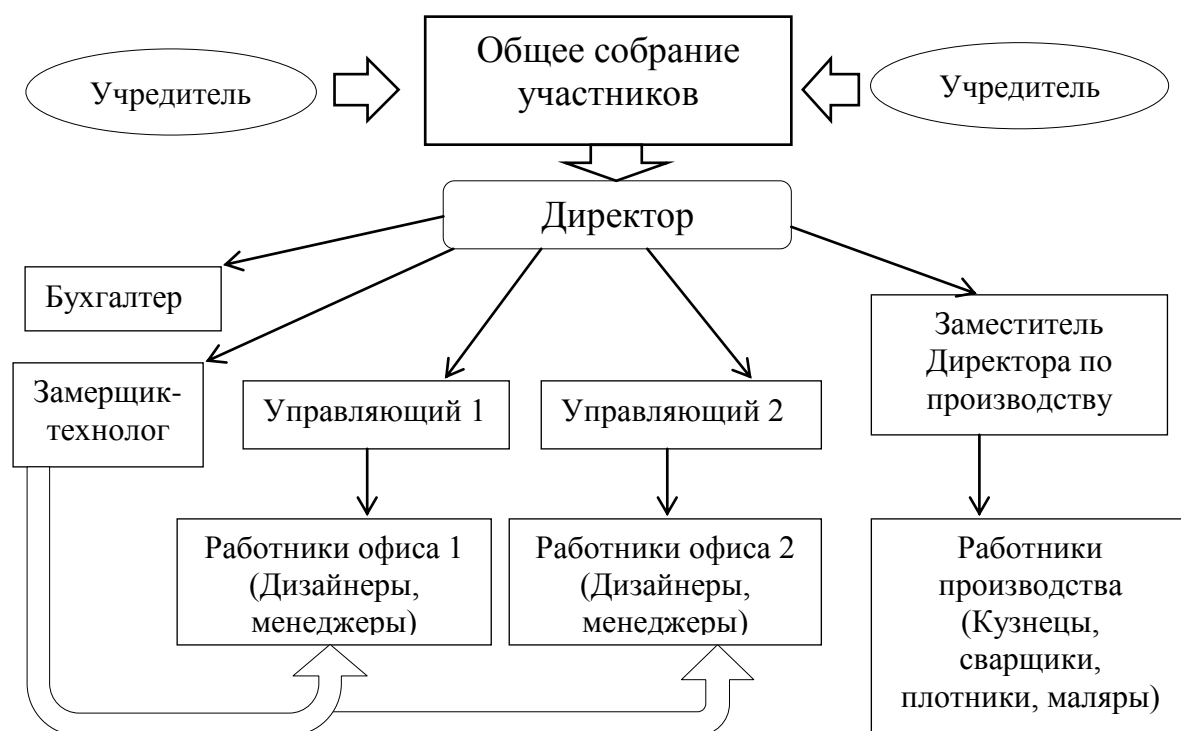 Общее собрание
участников
Учредитель
Учредитель
Директор
Бухгалтер
Заместитель
Директора по
производству
Замерщик-
технолог
Управляющий 1
Управляющий 2
Работники офиса 1
(Дизайнеры,
менеджеры)
Работники офиса 2
(Дизайнеры,
менеджеры)
Работники
производства
(Кузнецы,
сварщики,
плотники, маляры)